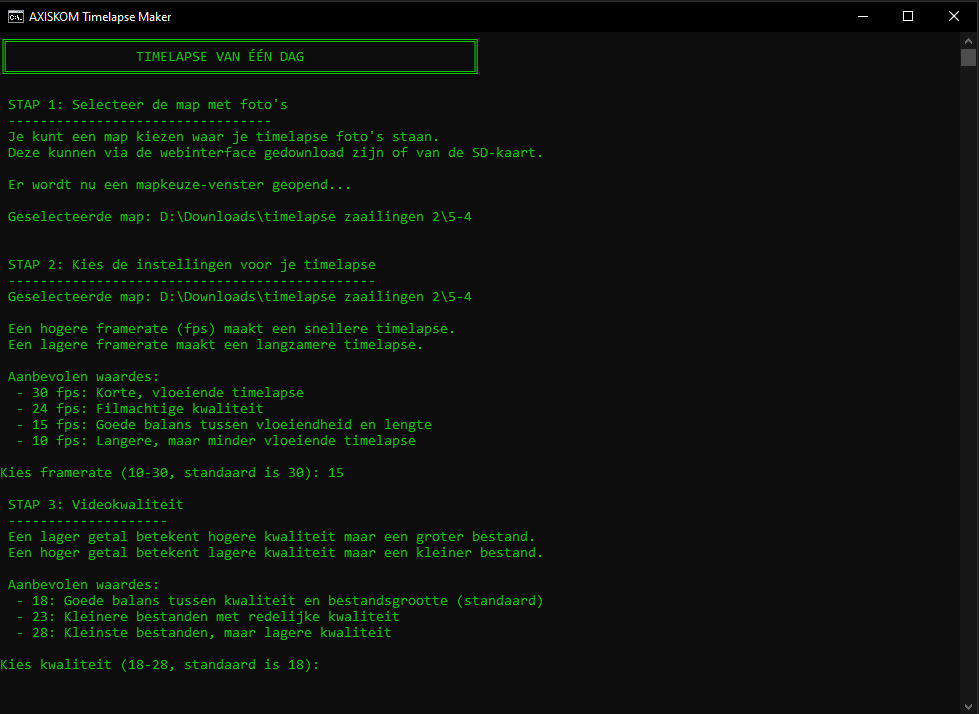 AXISKOM Timelapse Maker
TIMELAPSE VAN ÉÉN DAG
STAP 1: Selecteer de map met foto's
---------------------------------
Je kunt een map kiezen waar je timelapse foto's staan.
Deze kunnen via de webinterface gedownload zijn of van de SD-kaart.
Er wordt nu een mapkeuze-venster geopend...
Geselecteerde map: D:\Downloads\timelapse zaailingen 2\5-4
STAP 2: Kies de instellingen voor je timelapse
----------------------------------------------
Geselecteerde map: D:\Downloads\timelapse zaailingen 2\5-4
Een hogere framerate (fps) maakt een snellere timelapse.
Een lagere framerate maakt een langzamere timelapse.
Aanbevolen waardes:
- 30 fps: Korte, vloeiende timelapse
- 24 fps: Filmachtige kwaliteit
- 15 fps: Goede balans tussen vloeiendheid en lengte
- 10 fps: Langere, maar minder vloeiende timelapse
Kies framerate (10-30, standaard is 30): 15
STAP 3: Videokwaliteit
--------------------
Een lager getal betekent hogere kwaliteit maar een groter bestand.
Een hoger getal betekent lagere kwaliteit maar een kleiner bestand.
Aanbevolen waardes:
- 18: Goede balans tussen kwaliteit en bestandsgrootte (standaard)
- 23: Kleinere bestanden met redelijke kwaliteit
- 28: Kleinste bestanden, maar lagere kwaliteit
Kies kwaliteit (18-28, standaard is 18):